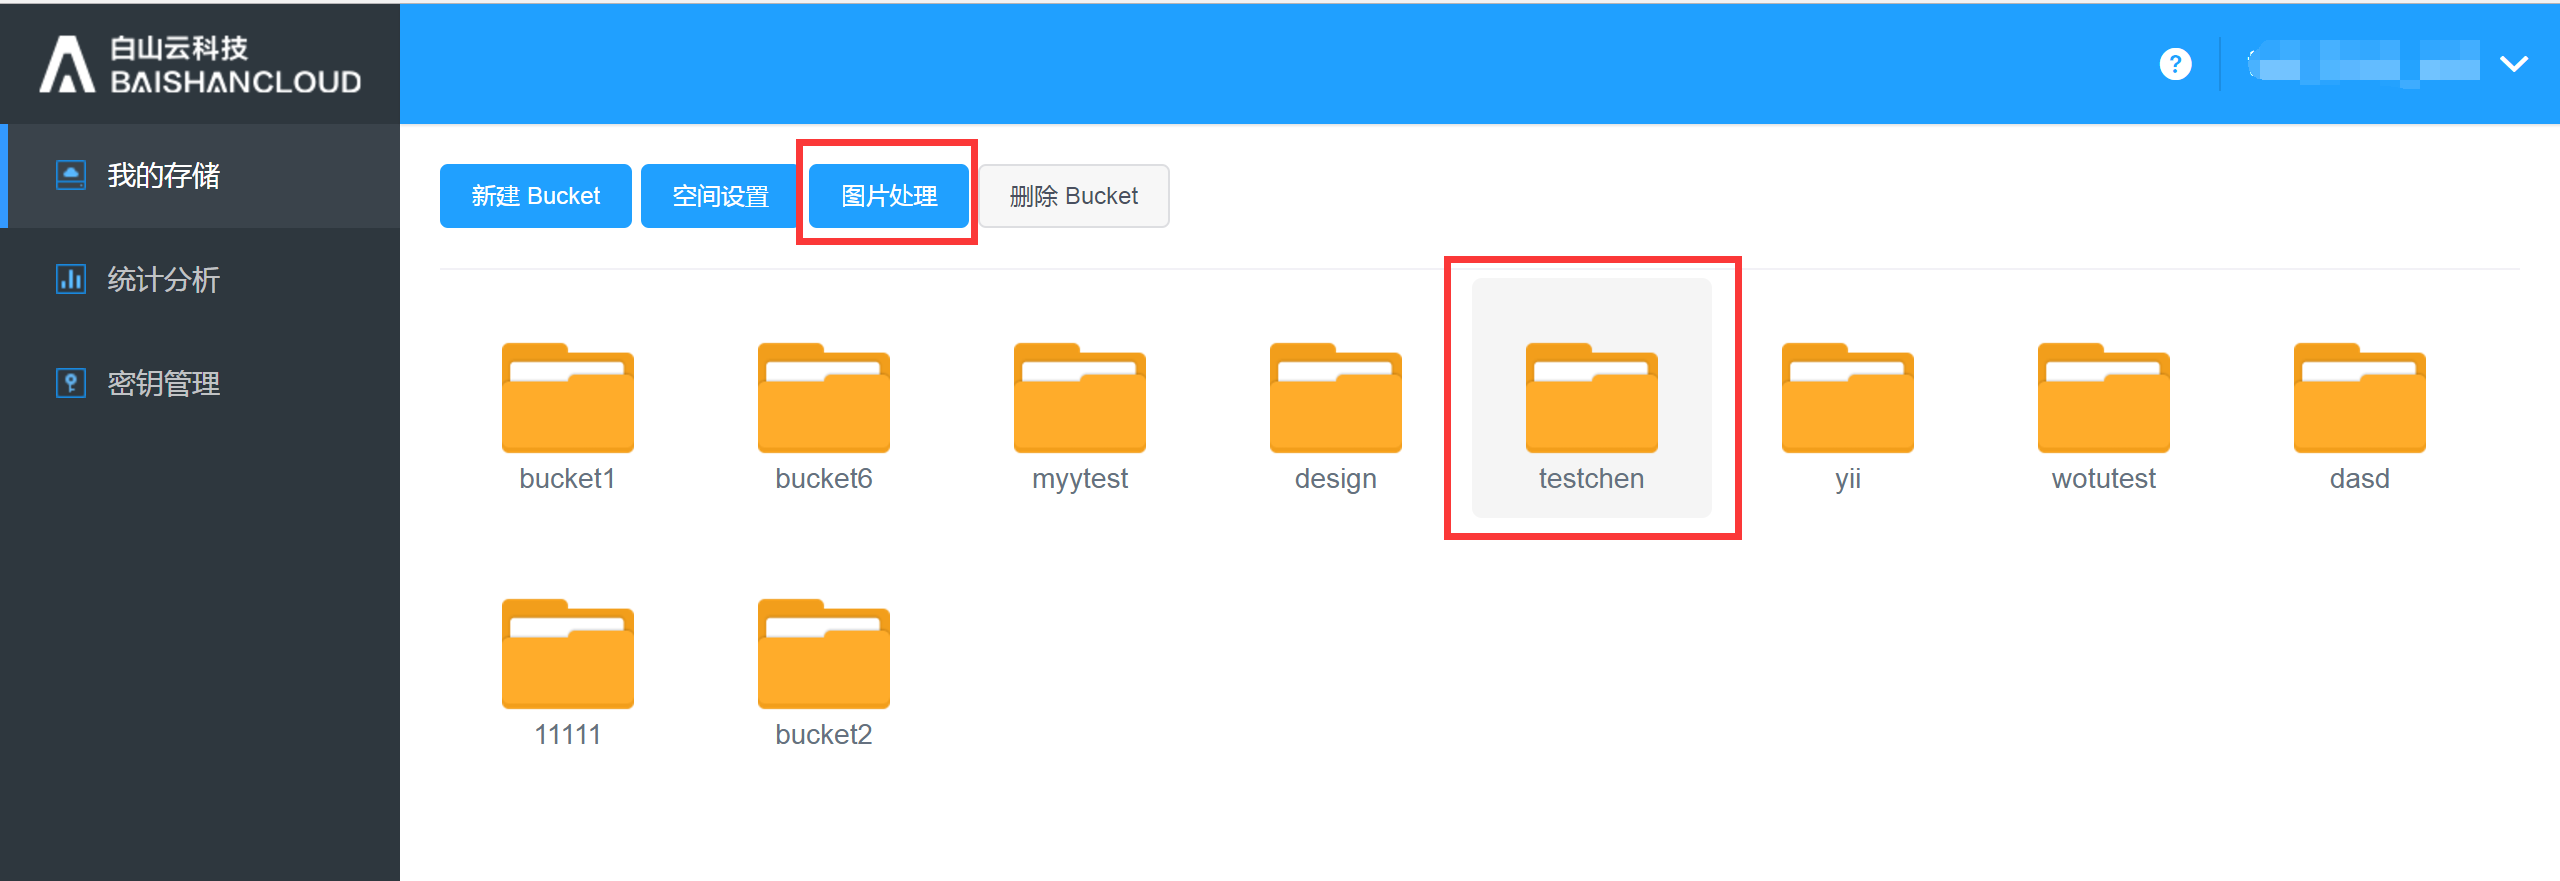 白山云科技
BAISHANCLOUD
?
我的存储
统计分析
密钥管理
新建 Bucket 空间设置 图片处理 删除 Bucket
bucket1 bucket6 myytest design testchen yii wotutest dasd
11111 bucket2